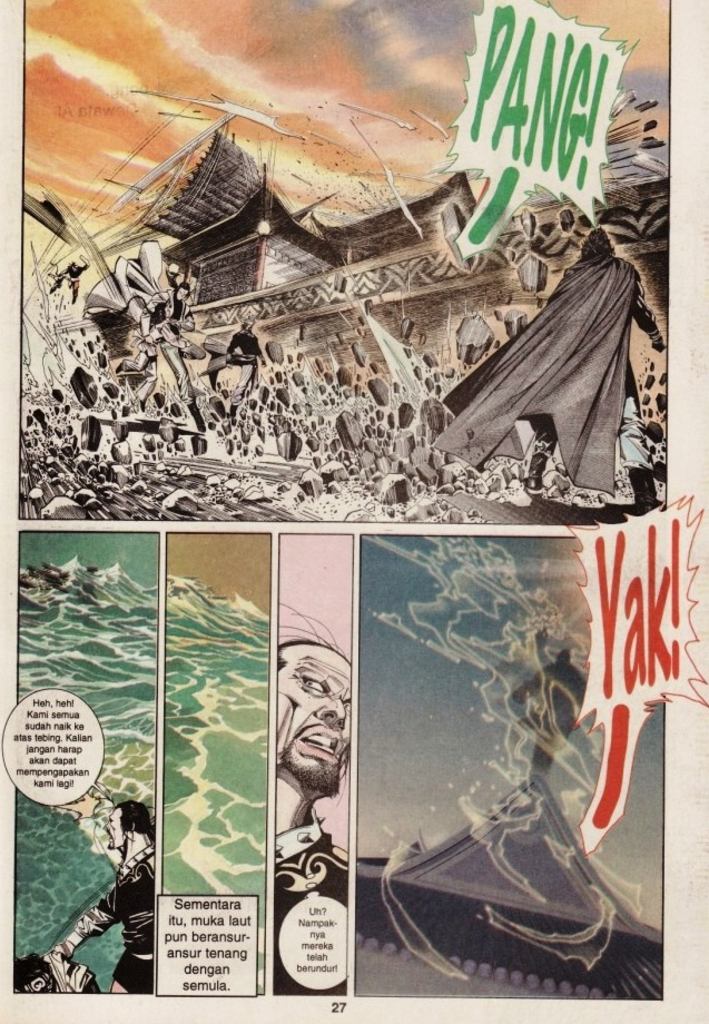 PANG!
Yak!
Heh, heh!
Kami semua
sudah naik ke
atas tebing. Kalian
jangan harap
akan dapat
mempengapakan
kami lagi!
Sementara
itu, muka laut
pun beransur-
ansur tenang
dengan
semula.
Uh?
Nampak-
nya
mereka
telah
berundur!
27